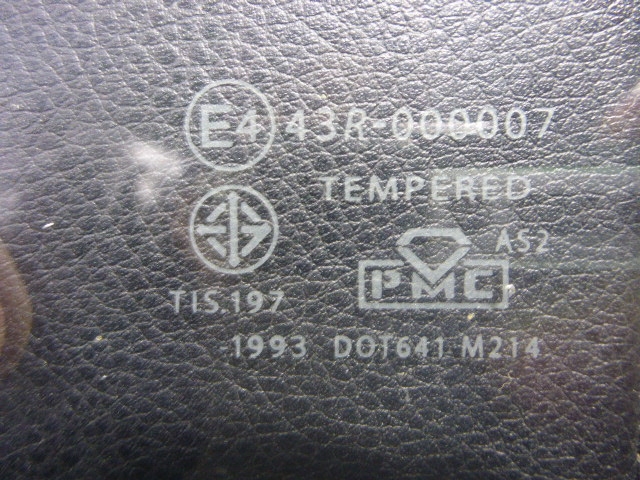 E4 43R-000007
TEMPERED
AS2
PMC
TIS.197
-1993 DOT641 M214